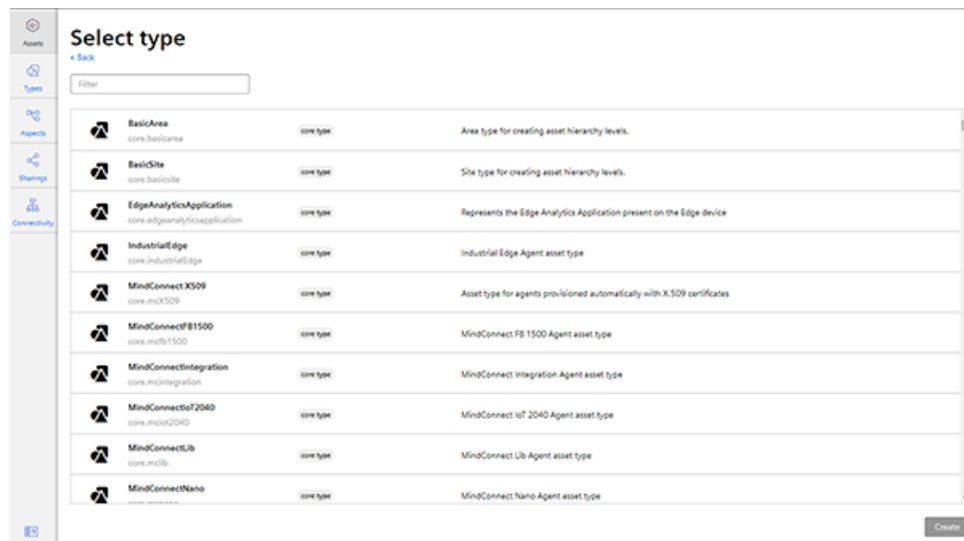 Assets
Types
Aspects
Sharings
Connectivity
Select type
< Back
Filter
BasicArea
core.basicarea
core type
Area type for creating asset hierarchy levels.
BasicSite
core.basicsite
core type
Site type for creating asset hierarchy levels.
EdgeAnalyticsApplication
core.edgeanalyticsapplication
core type
Represents the Edge Analytics Application present on the Edge device
IndustrialEdge
core.industrialEdge
core type
Industrial Edge Agent asset type
MindConnect X509
core.mcX509
core type
Asset type for agents provisioned automatically with X.509 certificates
MindConnectFB1500
core.mcfb1500
core type
MindConnect FB 1500 Agent asset type
MindConnectIntegration
core.mcintegration
core type
MindConnect Integration Agent asset type
MindConnectIoT2040
core.mciot2040
core type
MindConnect IoT 2040 Agent asset type
MindConnectLib
core.mclib
core type
MindConnect Lib Agent asset type
MindConnectNano
core type
MindConnect Nano Agent asset type
Create